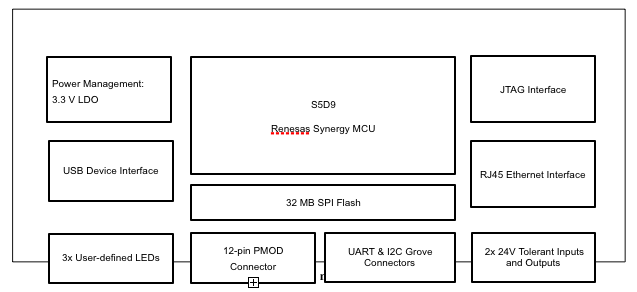 Power Management:
3.3 V LDO
S5D9
Renesas Synergy MCU
JTAG Interface
USB Device Interface
RJ45 Ethernet Interface
32 MB SPI Flash
3x User-defined LEDs
12-pin PMOD
Connector
UART & I2C Grove
Connectors
2x 24V Tolerant Inputs
and Outputs